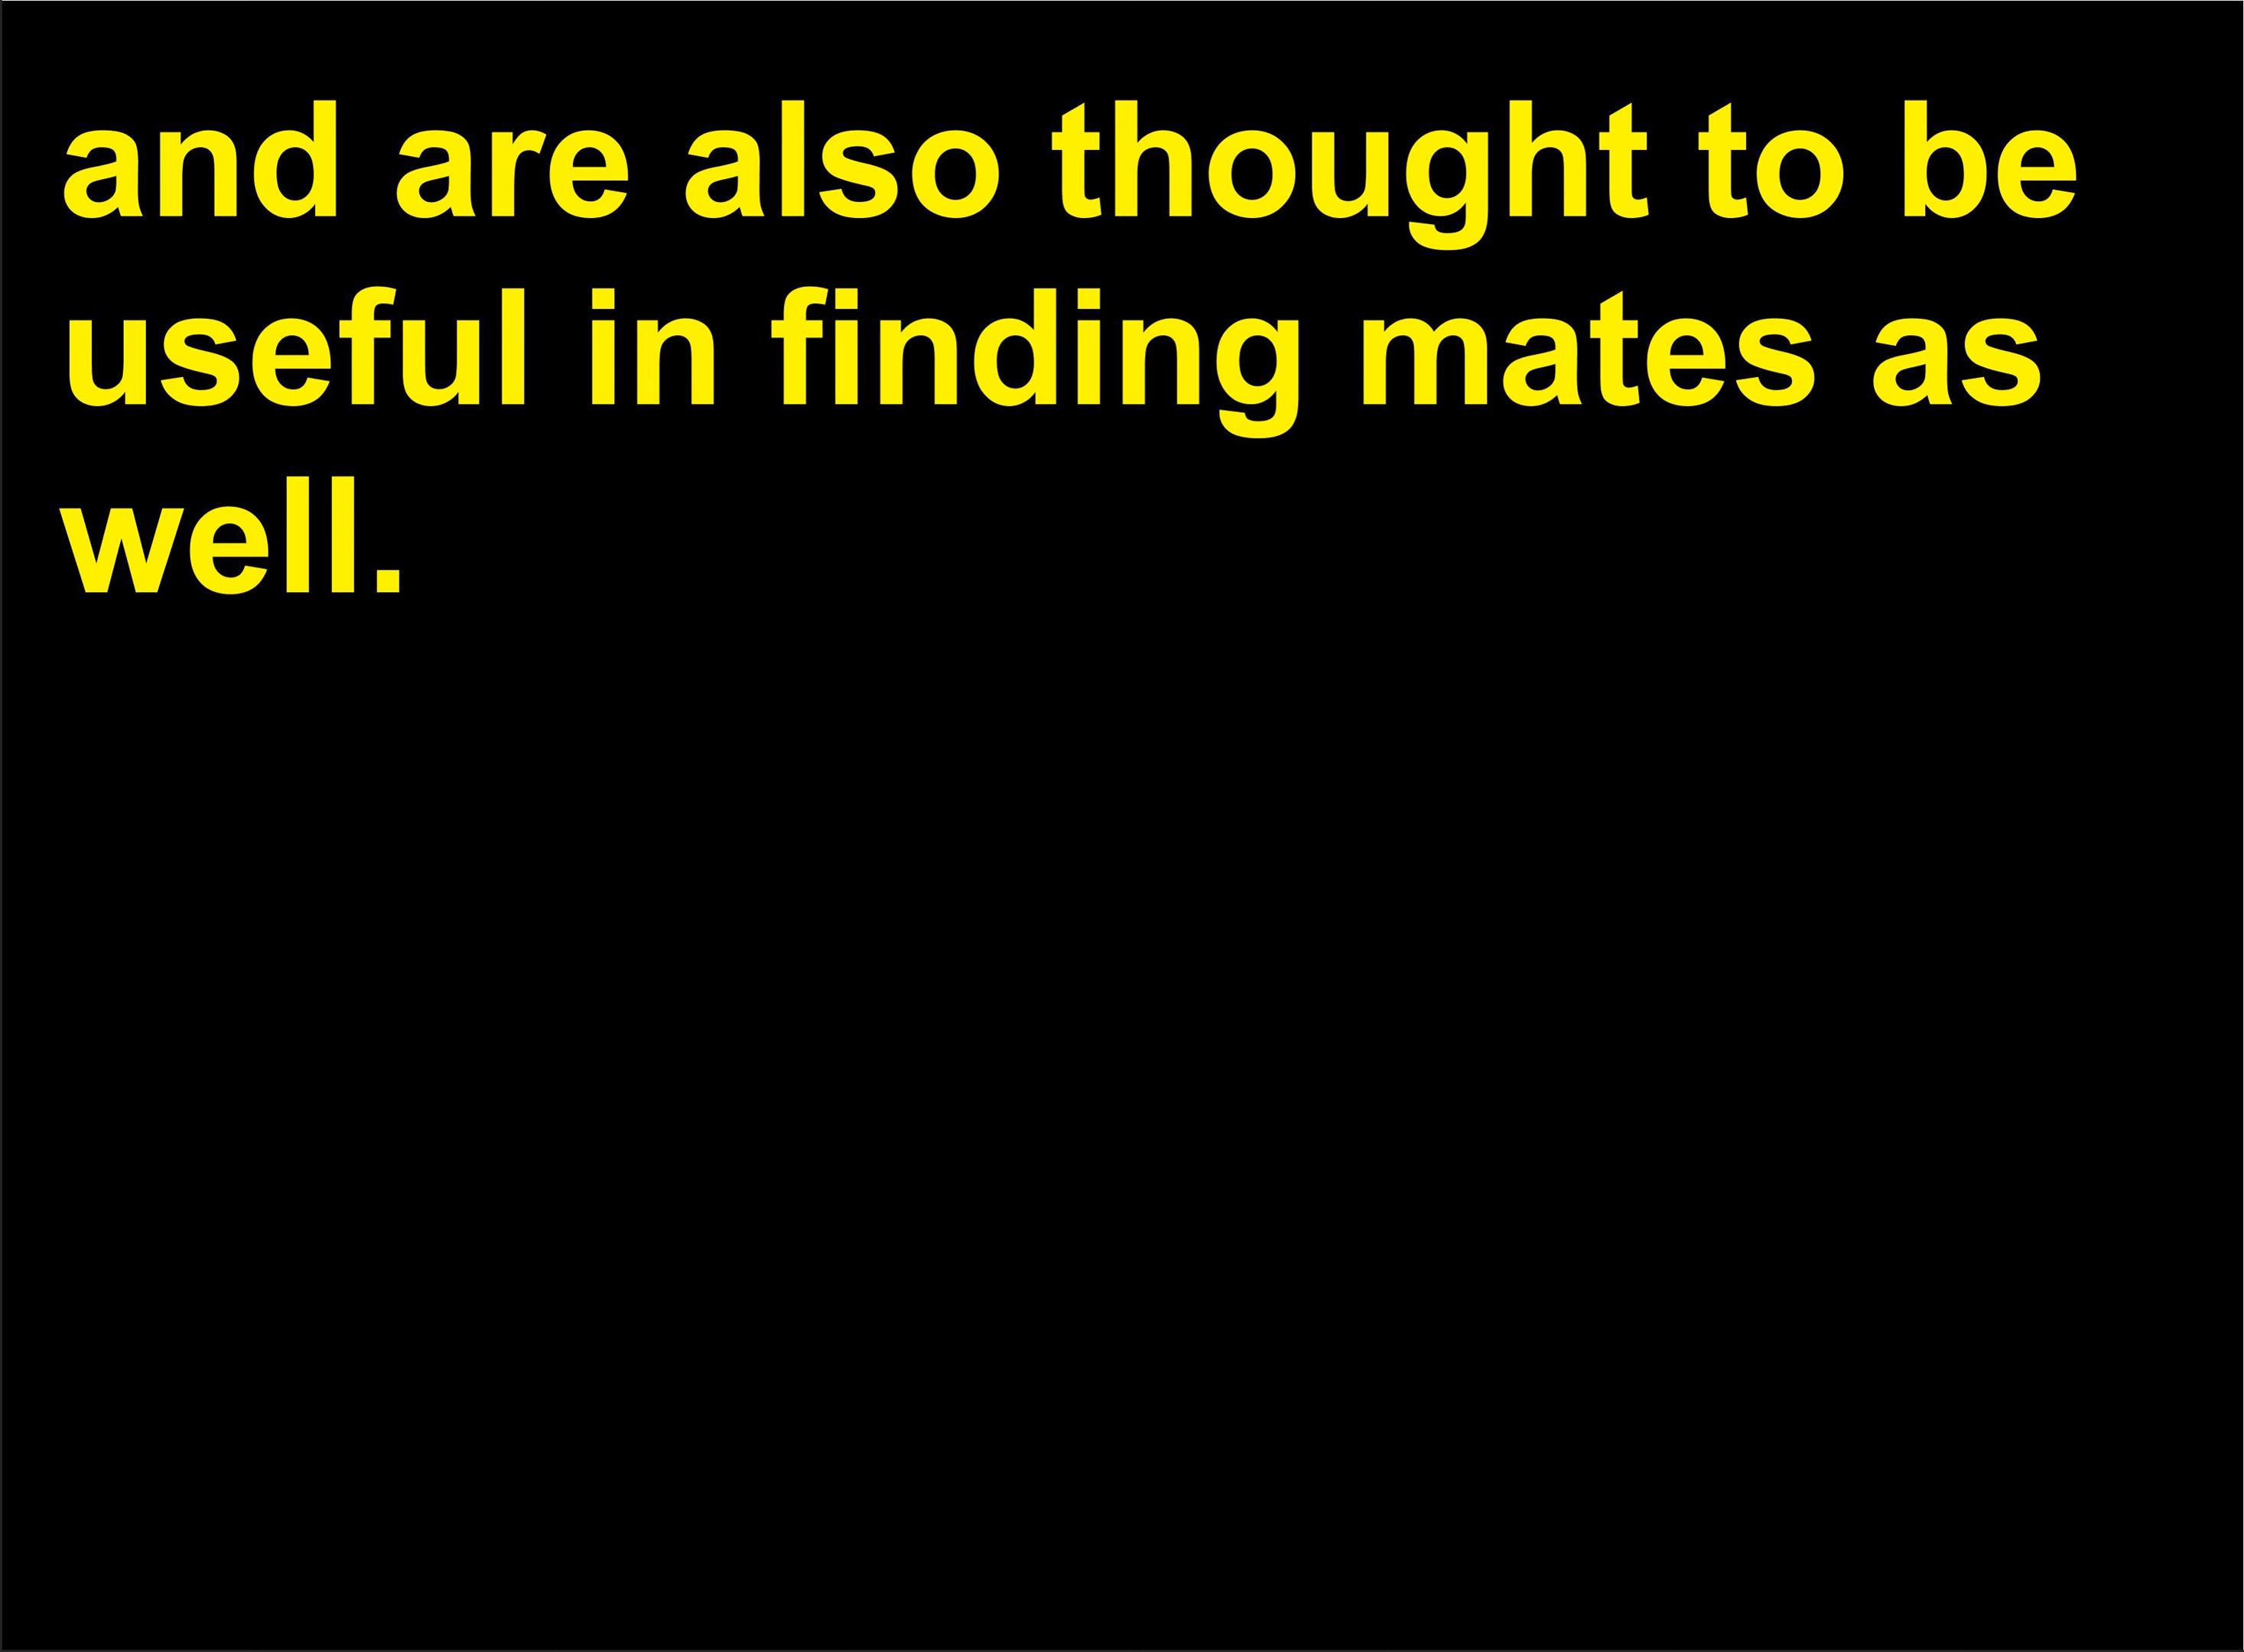 and are also thought to be
useful in finding mates as
well.